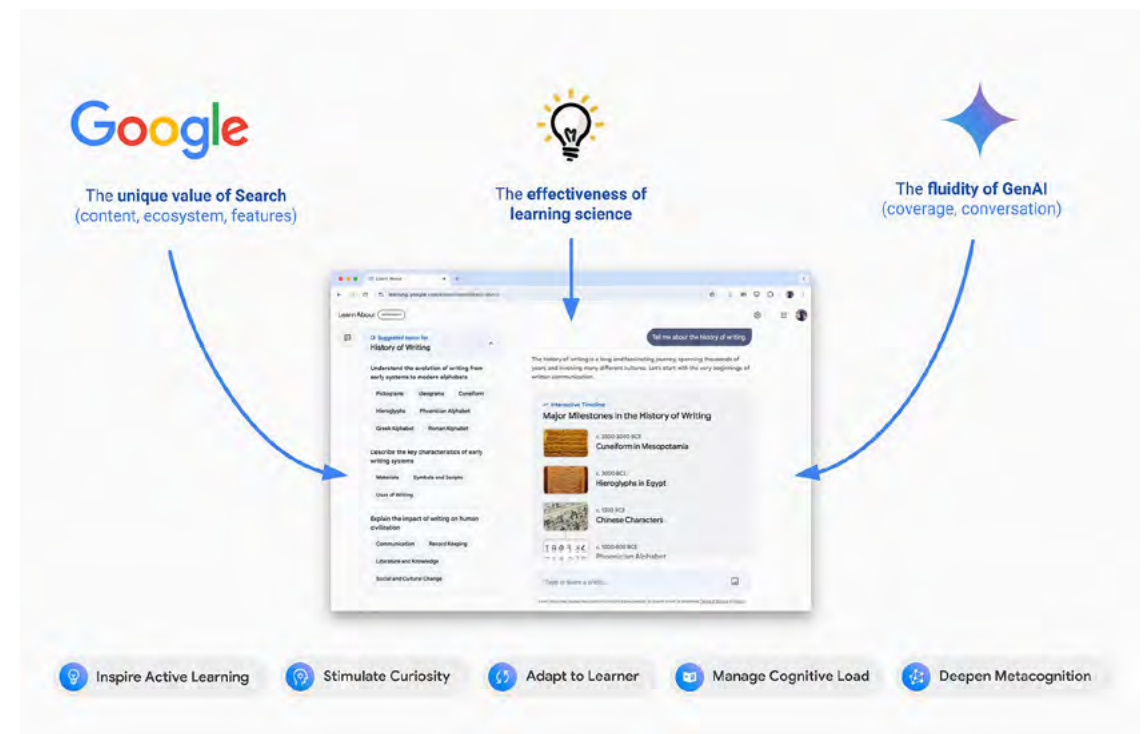 Google
The unique value of Search
(content, ecosystem, features)
The effectiveness of
learning science
The fluidity of GenAI
(coverage, conversation)
Learn About
Learn About
Suggested topics for
History of Writing
Understand the evolution of writing from
early systems to modern alphabets
Pictograms Ideograms Cuneiform
Hieroglyphs Phoenician Alphabet
Greek Alphabet Roman Alphabet
Describe the key characteristics of early
writing systems
Materials Symbols and Scripts
Uses of Writing
Explain the impact of writing on human
civilization
Communication Record Keeping
Literature and Knowledge
Social and Cultural Change
Tell me about the history of writing.
The history of writing is a long and fascinating journey, spanning thousands of
years and involving many different cultures. Let's start with the very beginnings of
written communication.
Interactive Timeline
Major Milestones in the History of Writing
Cuneiform in Mesopotamia
c. 3000 BCE
Hieroglyphs in Egypt
Chinese Characters
Phoenician Alphabet
Inspire Active Learning
Stimulate Curiosity
Adapt to Learner
Manage Cognitive Load
Deepen Metacognition